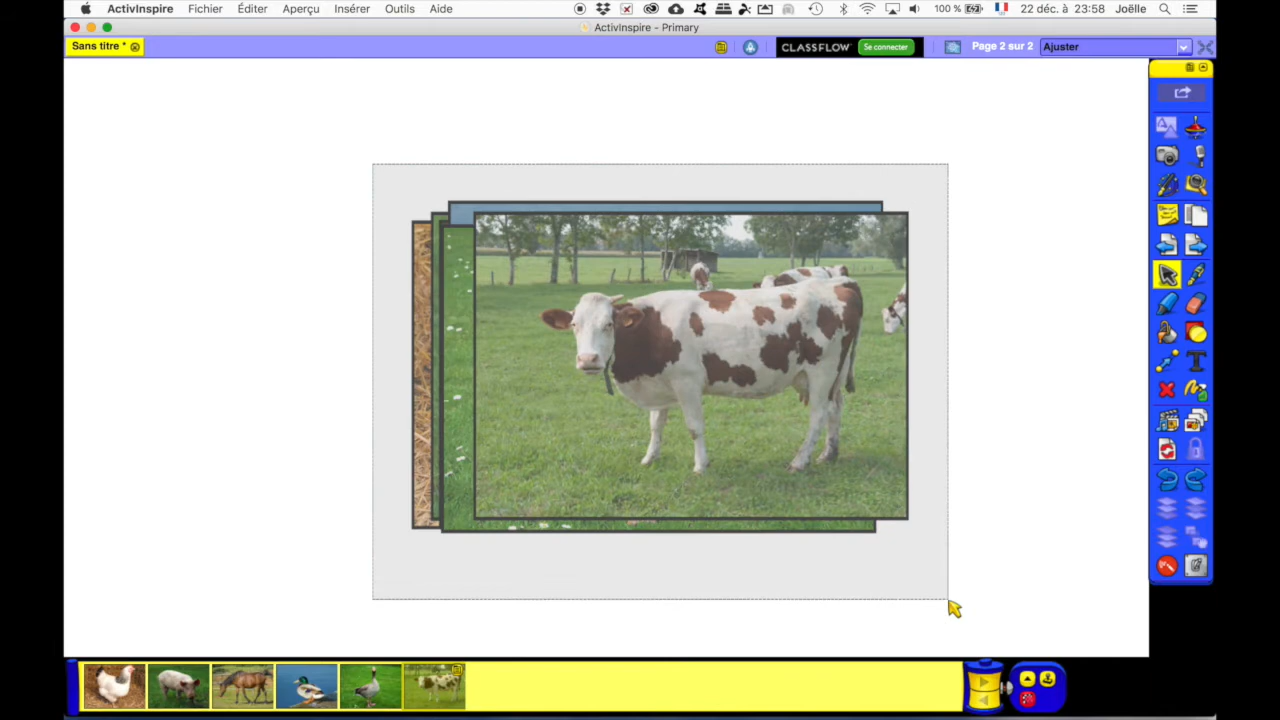 ActivInspire Fichier Éditer Aperçu Insérer Outils Aide 100 % 22 déc. à 23:58 Joëlle
ActivInspire - Primary
Sans titre * CLASSFLOW Se connecter Page 2 sur 2 Ajuster